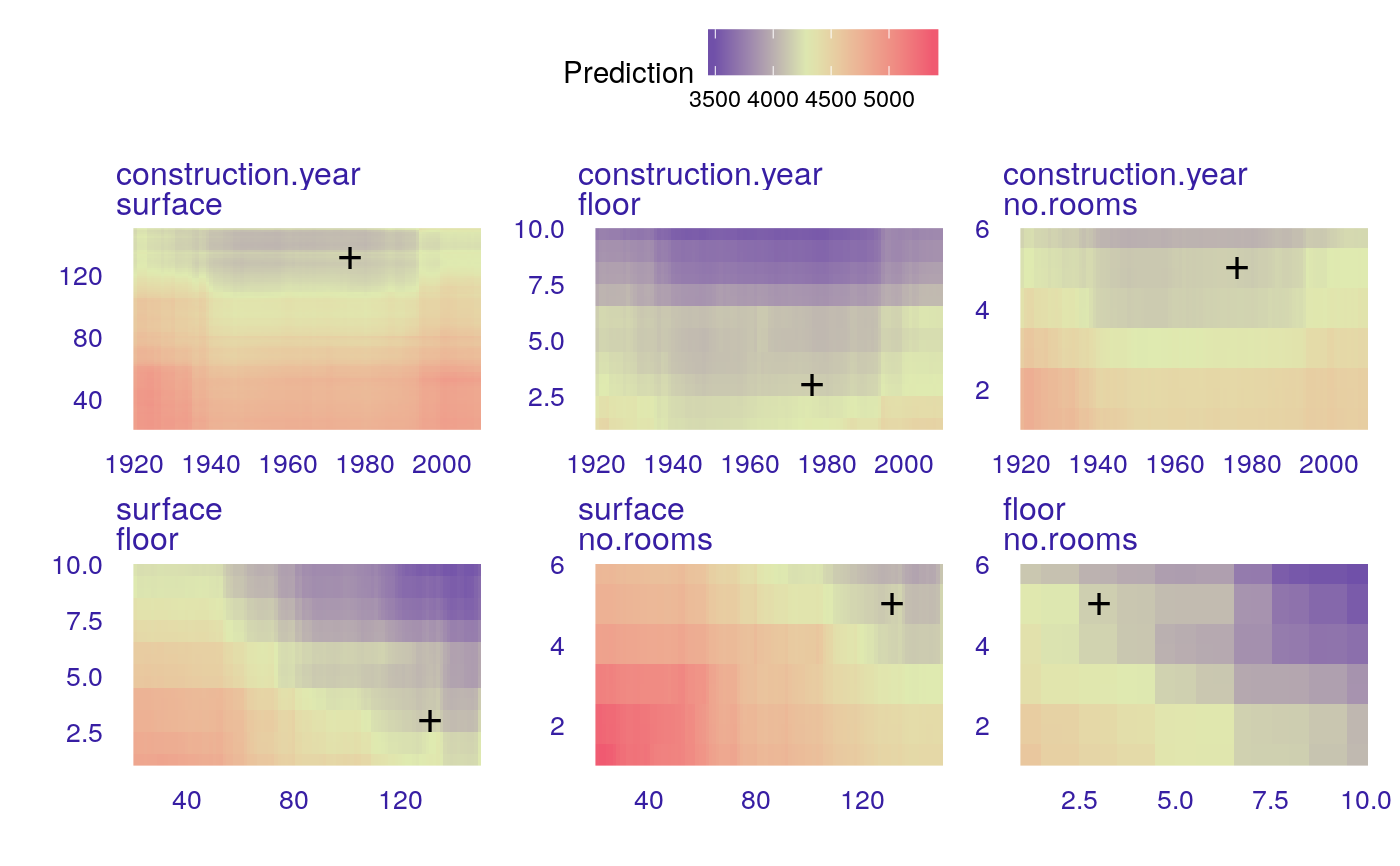 Prediction
3500 4000 4500 5000
construction.year
surface
120
80
40
1920 1940 1960 1980 2000
construction.year
floor
10.0
7.5
5.0
2.5
1920 1940 1960 1980 2000
construction.year
no.rooms
6
4
2
1920 1940 1960 1980 2000
surface
floor
10.0
7.5
5.0
2.5
40 80 120
surface
no.rooms
6
4
2
40 80 120
floor
no.rooms
6
4
2
2.5 5.0 7.5 10.0